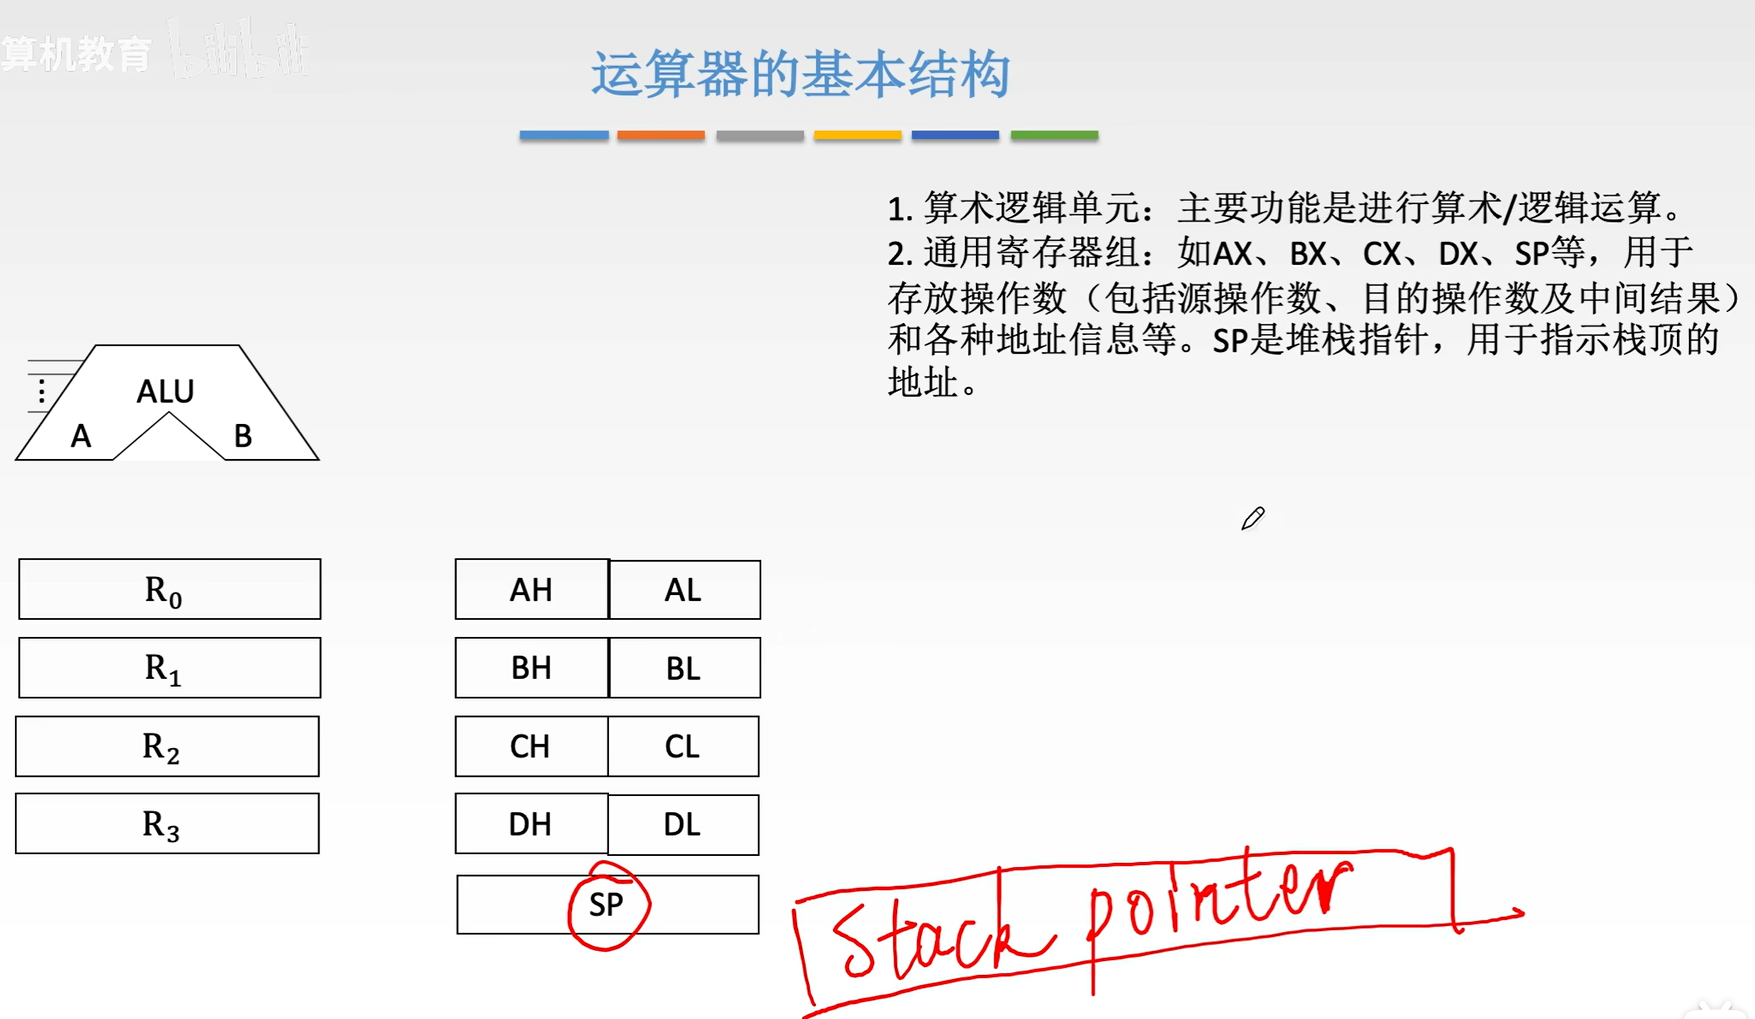 算机教育 bilibili
运算器的基本结构
1. 算术逻辑单元：主要功能是进行算术/逻辑运算。
2. 通用寄存器组：如AX、BX、CX、DX、SP等，用于
存放操作数（包括源操作数、目的操作数及中间结果）
和各种地址信息等。SP是堆栈指针，用于指示栈顶的
地址。
ALU
A B
R₀ AH AL
R₁ BH BL
R₂ CH CL
R₃ DH DL
SP
Stack pointer